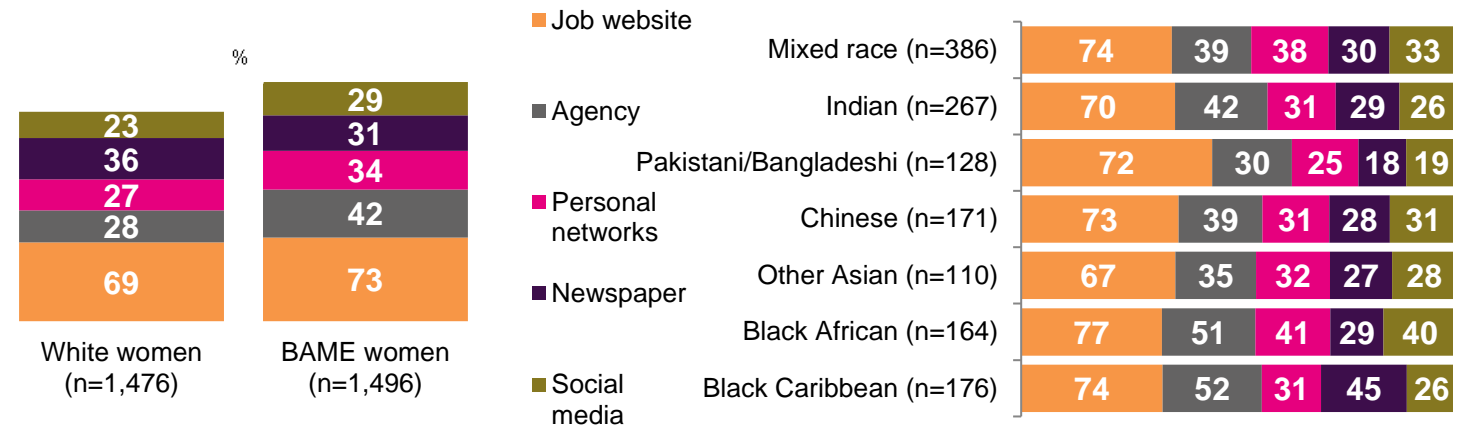 %
23
36
27
28
69
White women
(n=1,476)
29
31
34
42
73
BAME women
(n=1,496)
Job website
Agency
Personal
networks
Newspaper
Social
media
Mixed race (n=386) 74 39 38 30 33
Indian (n=267) 70 42 31 29 26
Pakistani/Bangladeshi (n=128) 72 30 25 18 19
Chinese (n=171) 73 39 31 28 31
Other Asian (n=110) 67 35 32 27 28
Black African (n=164) 77 51 41 29 40
Black Caribbean (n=176) 74 52 31 45 26